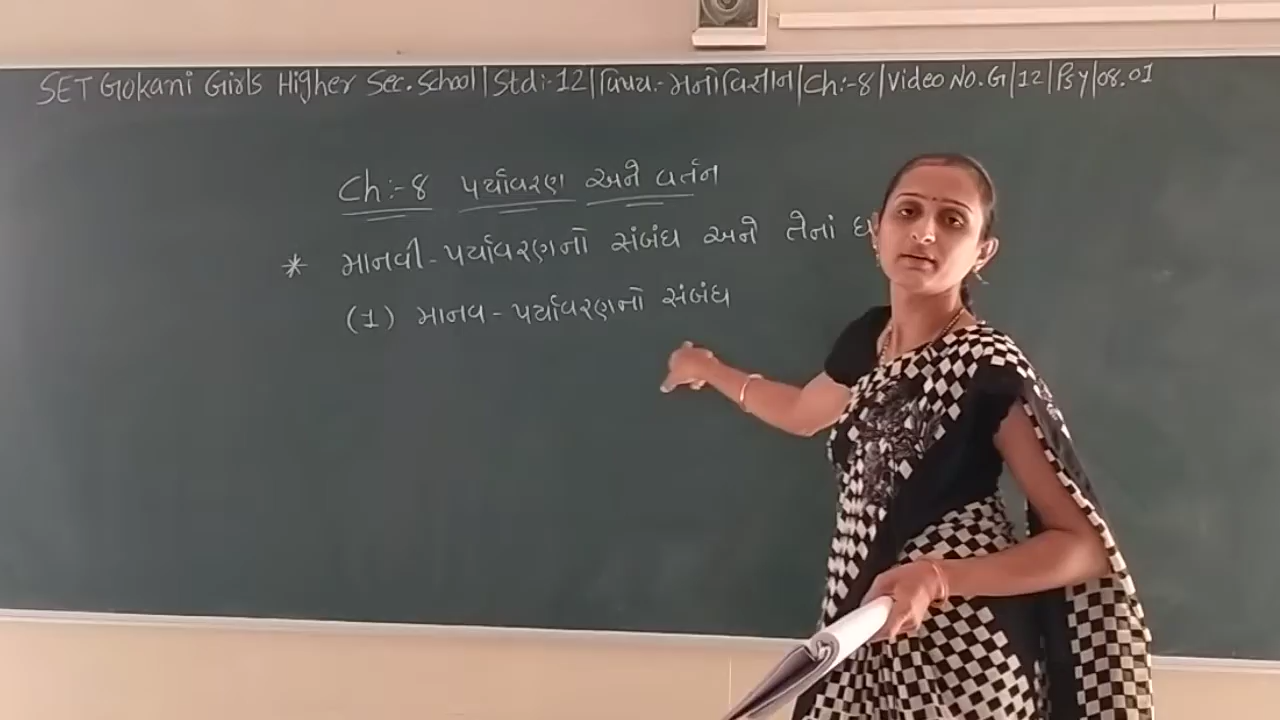 SET Gokani Girls Higher Sec. School | Std:-12 | વિષય:- મનોવિજ્ઞાન | Ch:-8 | Video No. G|12|Psy|08.01
Ch:-8 પર્યાવરણ અને વર્તન
* માનવી-પર્યાવરણનો સંબંધ અને તેનાં
(1) માનવ-પર્યાવરણનો સંબંધ